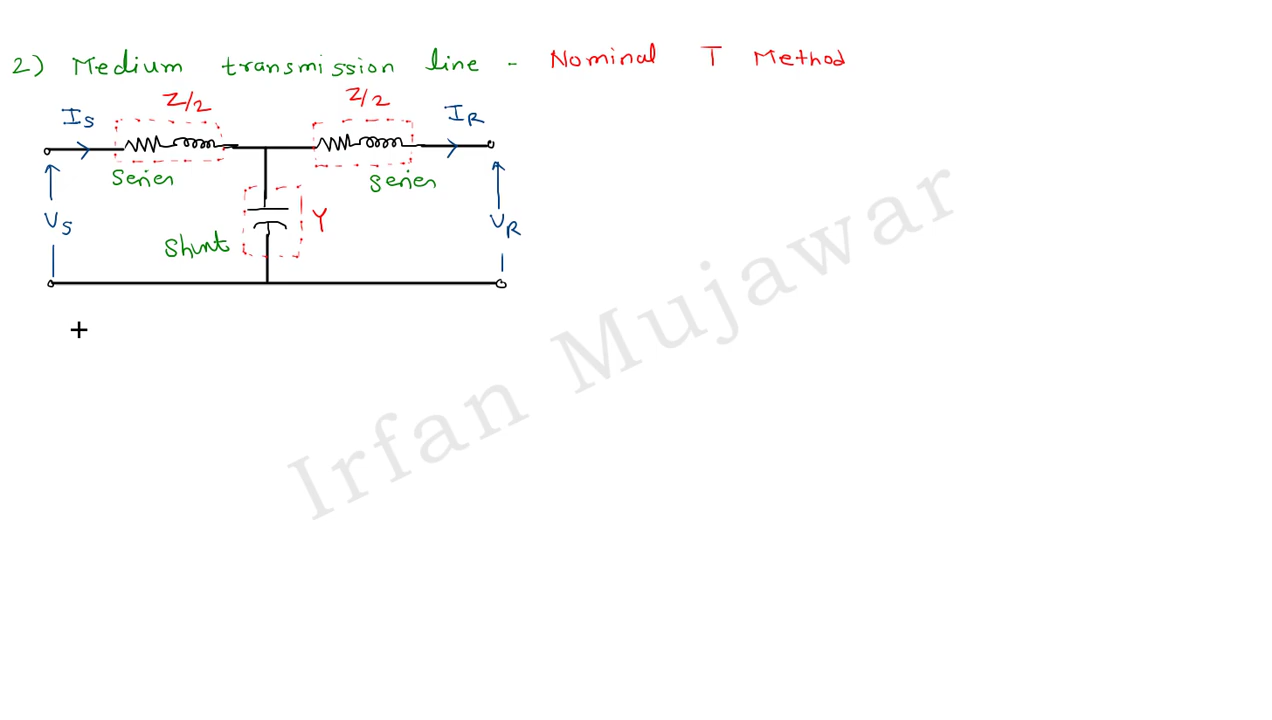 2) Medium transmission line - Nominal T Method
Z/2 Z/2
IS IR
Series Series
VS Y VR
Shunt
Irfan Mujawar